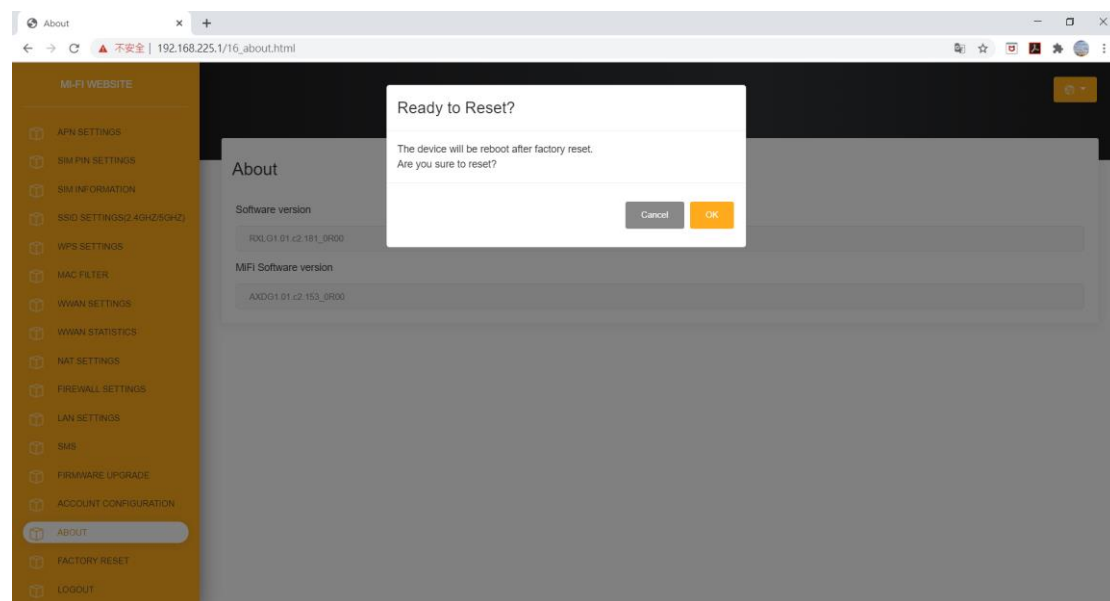 About
不安全 | 192.168.225.1/16_about.html
MI-FI WEBSITE
APN SETTINGS
SIM PIN SETTINGS
SIM INFORMATION
SSID SETTINGS(2.4GHZ/5GHZ)
WPS SETTINGS
MAC FILTER
WWAN SETTINGS
WWAN STATISTICS
NAT SETTINGS
FIREWALL SETTINGS
LAN SETTINGS
SMS
FIRMWARE UPGRADE
ACCOUNT CONFIGURATION
ABOUT
FACTORY RESET
LOGOUT
Ready to Reset?
The device will be reboot after factory reset.
Are you sure to reset?
Cancel
OK
About
Software version
RXLG1.01.c2.181_0R00
MiFi Software version
AXDG1.01.c2.153_0R00